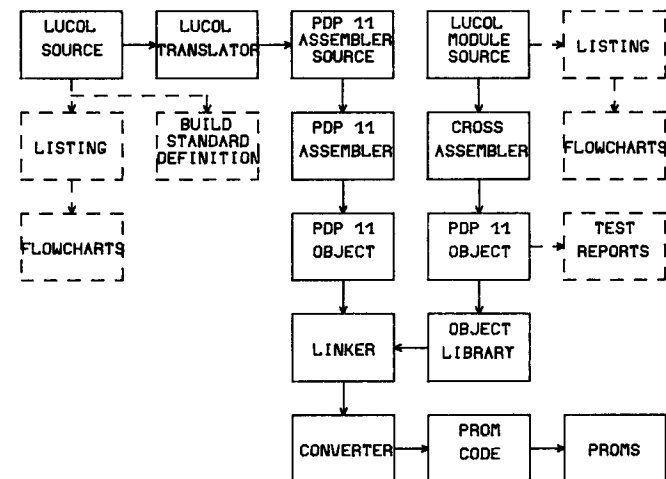 LUCOL
SOURCE
LUCOL
TRANSLATOR
PDP 11
ASSEMBLER
SOURCE
LUCOL
MODULE
SOURCE
LISTING
LISTING
BUILD
STANDARD
DEFINITION
PDP 11
ASSEMBLER
CROSS
ASSEMBLER
FLOWCHARTS
FLOWCHARTS
PDP 11
OBJECT
PDP 11
OBJECT
TEST
REPORTS
LINKER
OBJECT
LIBRARY
CONVERTER
PROM
CODE
PROMS